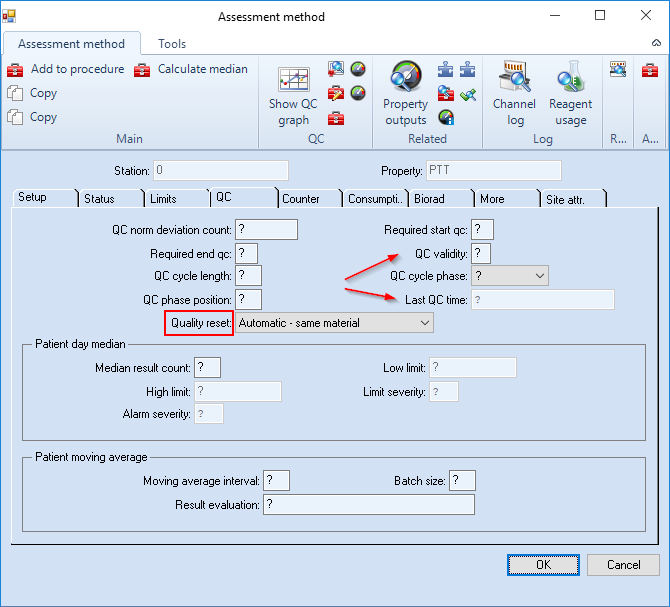 Assessment method
Assessment method Tools
Add to procedure Calculate median
Copy
Copy
Main
Show QC graph
QC
Property outputs
Related
Channel log
Reagent usage
Log
R...
A...
Station: 0 Property: PTT
Setup Status Limits QC Counter Consumpti.. Biorad More Site attr.
QC norm deviation count: ? Required start qc: ?
Required end qc: ? QC validity: ?
QC cycle length: ? QC cycle phase: ?
QC phase position: ? Last QC time: ?
Quality reset: Automatic - same material
Patient day median
Median result count: ? Low limit: ?
High limit: ? Limit severity: ?
Alarm severity: ?
Patient moving average
Moving average interval: ? Batch size: ?
Result evaluation: ?
OK Cancel